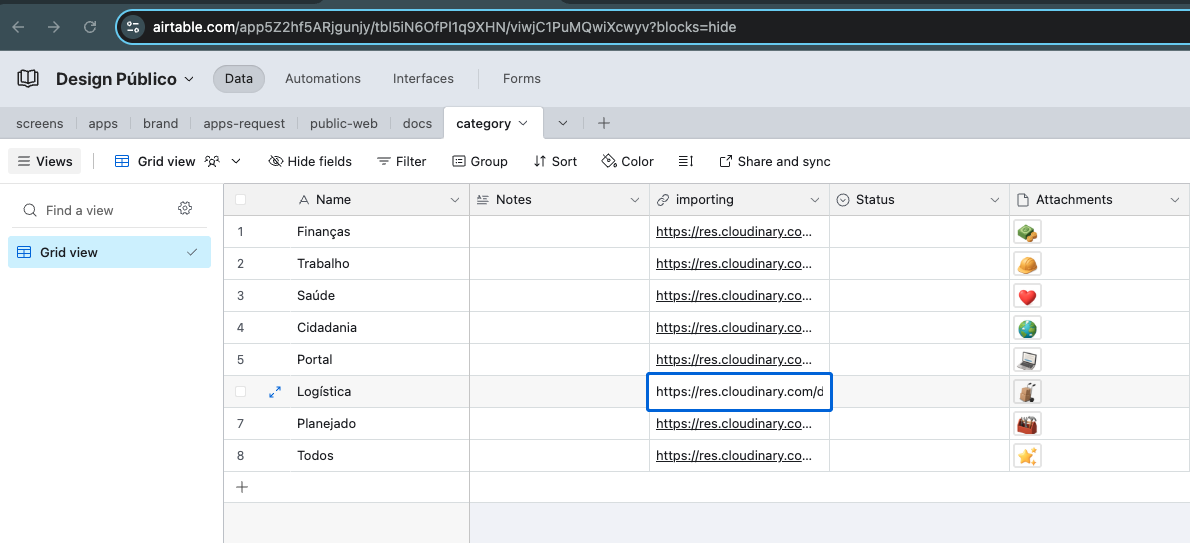 airtable.com/app5Z2hf5ARjgunjy/tbl5iN6OfPI1q9XHN/viwjC1PuMQwiXcwyv?blocks=hide
Design Público Data Automations Interfaces Forms
screens apps brand apps-request public-web docs category
Views Grid view Hide fields Filter Group Sort Color Share and sync
Find a view
Grid view
Name Notes importing Status Attachments
1 Finanças https://res.cloudinary.co...
2 Trabalho https://res.cloudinary.co...
3 Saúde https://res.cloudinary.co...
4 Cidadania https://res.cloudinary.co...
5 Portal https://res.cloudinary.co...
Logística https://res.cloudinary.com/d
7 Planejado https://res.cloudinary.co...
8 Todos https://res.cloudinary.co...